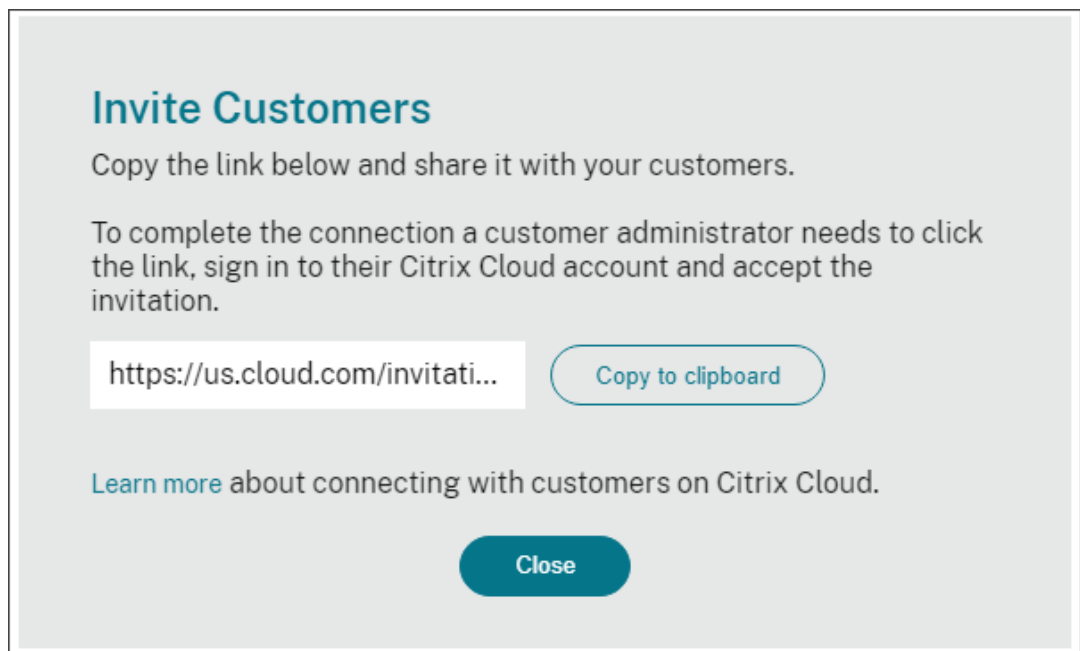 Invite Customers
Copy the link below and share it with your customers.
To complete the connection a customer administrator needs to click
the link, sign in to their Citrix Cloud account and accept the
invitation.
https://us.cloud.com/invitati...
Copy to clipboard
Learn more about connecting with customers on Citrix Cloud.
Close